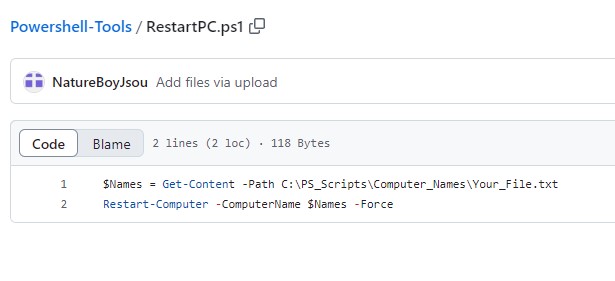 Powershell-Tools / RestartPC.ps1
NatureBoyJsou Add files via upload
Code Blame 2 lines (2 loc) · 118 Bytes
1 $Names = Get-Content -Path C:\PS_Scripts\Computer_Names\Your_File.txt
2 Restart-Computer -ComputerName $Names -Force